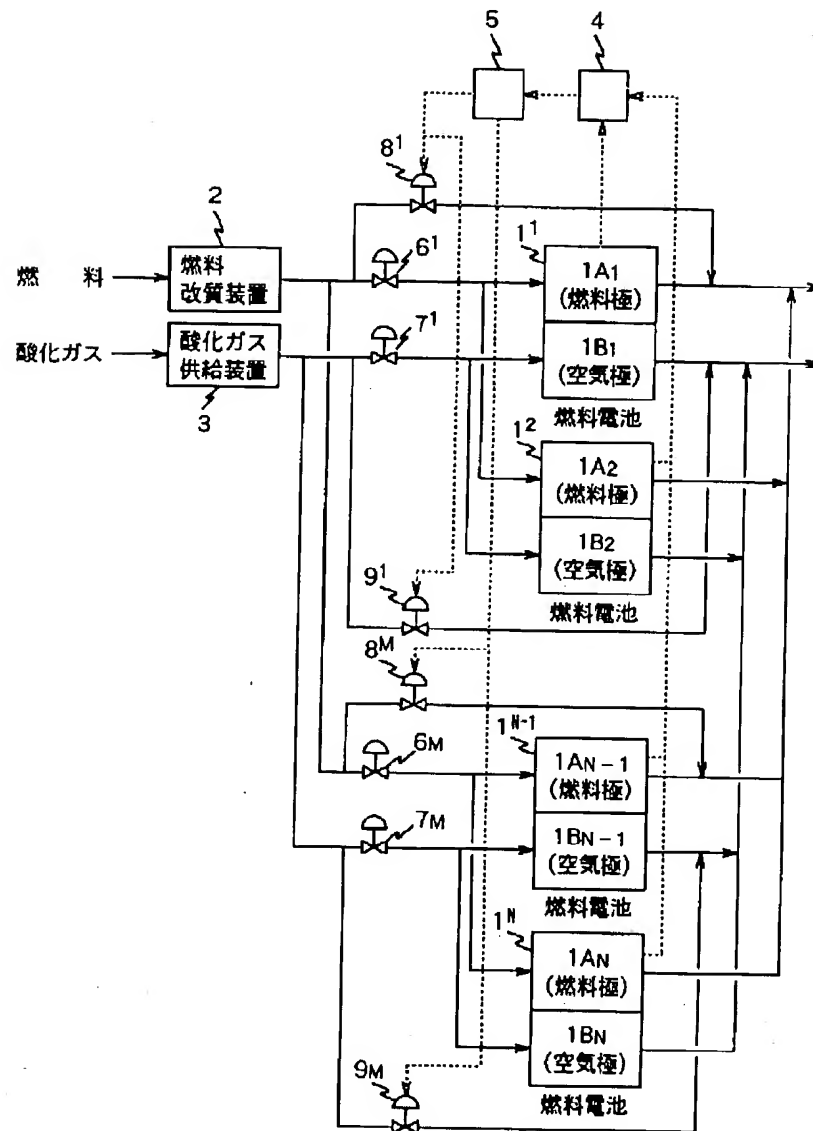 5
4
8¹
2
6¹
1¹
燃料
燃料
改質装置
1A₁
(燃料極)
7¹
酸化ガス
酸化ガス
供給装置
1B₁
(空気極)
3
燃料電池
1²
1A₂
(燃料極)
1B₂
(空気極)
9¹
燃料電池
8ᴹ
1ᴺ⁻¹
6M
1AN-1
(燃料極)
7M
1BN-1
(空気極)
燃料電池
1ᴺ
1AN
(燃料極)
1BN
(空気極)
9M
燃料電池